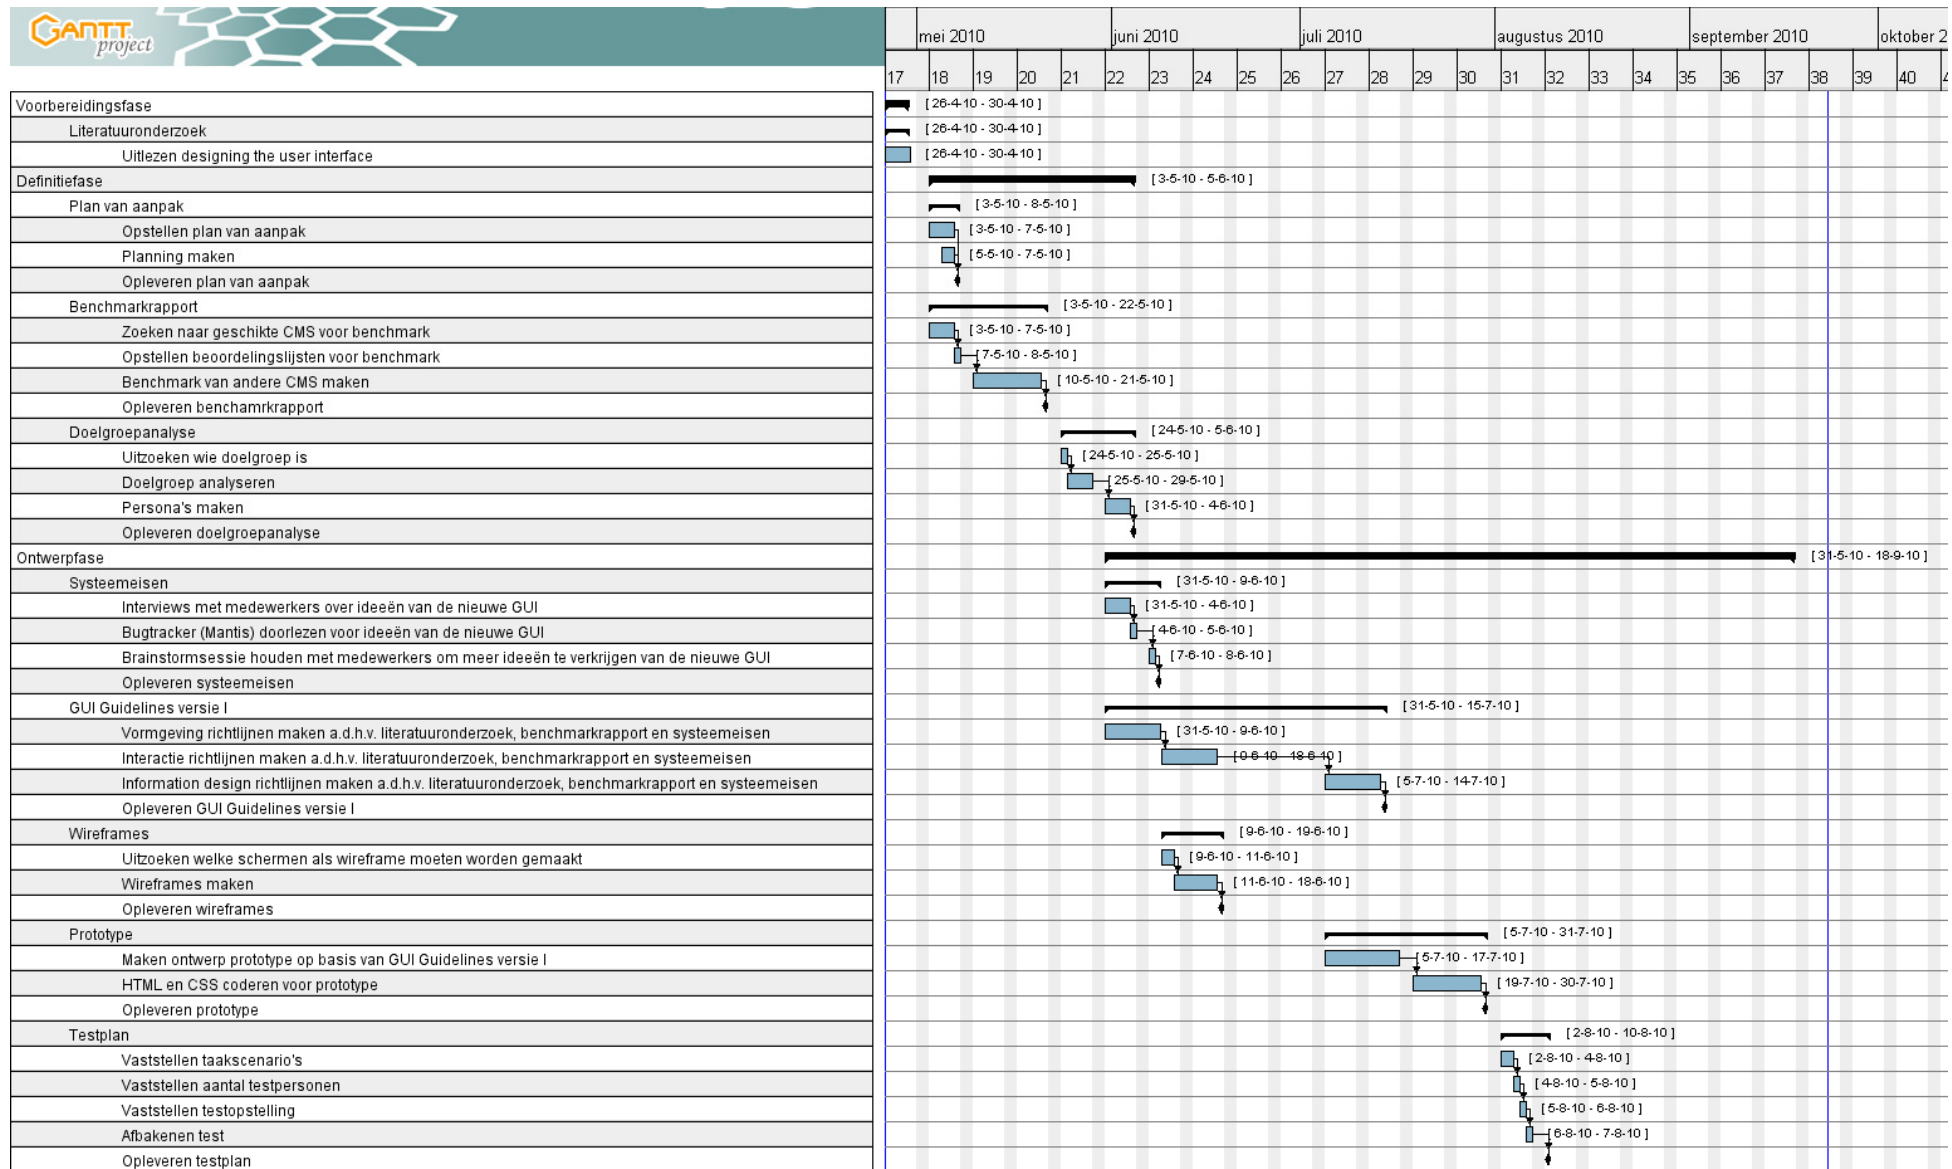 GANTT
project
mei 2010 juni 2010 juli 2010 augustus 2010 september 2010 oktober 2
17 18 19 20 21 22 23 24 25 26 27 28 29 30 31 32 33 34 35 36 37 38 39 40
Voorbereidingsfase [ 26-4-10 - 30-4-10 ]
Literatuuronderzoek [ 26-4-10 - 30-4-10 ]
Uitlezen designing the user interface [ 26-4-10 - 30-4-10 ]
Definitiefase [ 3-5-10 - 5-6-10 ]
Plan van aanpak [ 3-5-10 - 8-5-10 ]
Opstellen plan van aanpak [ 3-5-10 - 7-5-10 ]
Planning maken [ 5-5-10 - 7-5-10 ]
Opleveren plan van aanpak
Benchmarkrapport [ 3-5-10 - 22-5-10 ]
Zoeken naar geschikte CMS voor benchmark [ 3-5-10 - 7-5-10 ]
Opstellen beoordelingslijsten voor benchmark [ 7-5-10 - 8-5-10 ]
Benchmark van andere CMS maken [ 10-5-10 - 21-5-10 ]
Opleveren benchamrkrapport
Doelgroepanalyse [ 24-5-10 - 5-6-10 ]
Uitzoeken wie doelgroep is [ 24-5-10 - 25-5-10 ]
Doelgroep analyseren [ 25-5-10 - 29-5-10 ]
Persona's maken [ 31-5-10 - 4-6-10 ]
Opleveren doelgroepanalyse
Ontwerpfase [ 31-5-10 - 18-9-10 ]
Systeemeisen [ 31-5-10 - 9-6-10 ]
Interviews met medewerkers over ideeën van de nieuwe GUI [ 31-5-10 - 4-6-10 ]
Bugtracker (Mantis) doorlezen voor ideeën van de nieuwe GUI [ 4-6-10 - 5-6-10 ]
Brainstormsessie houden met medewerkers om meer ideeën te verkrijgen van de nieuwe GUI [ 7-6-10 - 8-6-10 ]
Opleveren systeemeisen
GUI Guidelines versie I [ 31-5-10 - 15-7-10 ]
Vormgeving richtlijnen maken a.d.h.v. literatuuronderzoek, benchmarkrapport en systeemeisen [ 31-5-10 - 9-6-10 ]
Interactie richtlijnen maken a.d.h.v. literatuuronderzoek, benchmarkrapport en systeemeisen 18-6-10 ]
Information design richtlijnen maken a.d.h.v. literatuuronderzoek, benchmarkrapport en systeemeisen [ 5-7-10 - 14-7-10 ]
Opleveren GUI Guidelines versie I
Wireframes [ 9-6-10 - 19-6-10 ]
Uitzoeken welke schermen als wireframe moeten worden gemaakt [ 9-6-10 - 11-6-10 ]
Wireframes maken [ 11-6-10 - 18-6-10 ]
Opleveren wireframes
Prototype [ 5-7-10 - 31-7-10 ]
Maken ontwerp prototype op basis van GUI Guidelines versie I [ 5-7-10 - 17-7-10 ]
HTML en CSS coderen voor prototype [ 19-7-10 - 30-7-10 ]
Opleveren prototype
Testplan [ 2-8-10 - 10-8-10 ]
Vaststellen taakscenario's [ 2-8-10 - 4-8-10 ]
Vaststellen aantal testpersonen [ 4-8-10 - 5-8-10 ]
Vaststellen testopstelling [ 5-8-10 - 6-8-10 ]
Afbakenen test [ 6-8-10 - 7-8-10 ]
Opleveren testplan